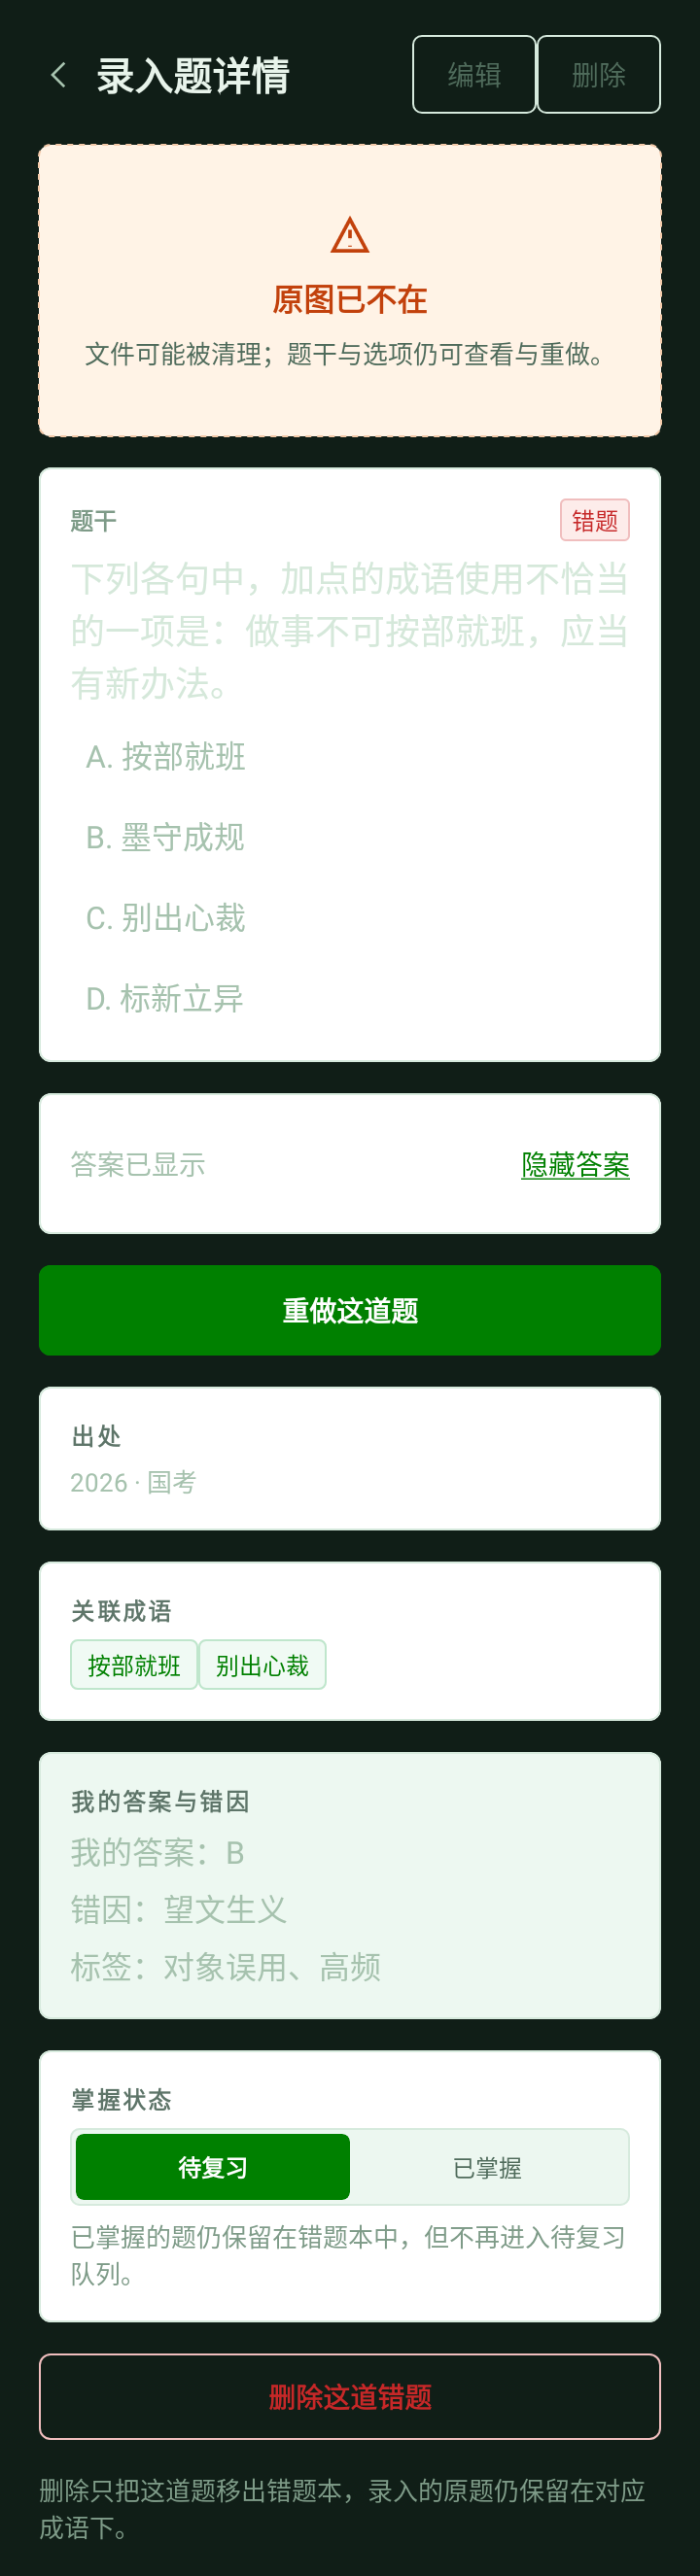 录入题详情
编辑
删除
原图已不在
文件可能被清理；题干与选项仍可查看与重做。
题干
错题
下列各句中，加点的成语使用不恰当
的一项是：做事不可按部就班，应当
有新办法。
A. 按部就班
B. 墨守成规
C. 别出心裁
D. 标新立异
答案已显示
隐藏答案
重做这道题
出处
2026 · 国考
关联成语
按部就班
别出心裁
我的答案与错因
我的答案：B
错因：望文生义
标签：对象误用、高频
掌握状态
待复习
已掌握
已掌握的题仍保留在错题本中，但不再进入待复习
队列。
删除这道错题
删除只把这道题移出错题本，录入的原题仍保留在对应
成语下。